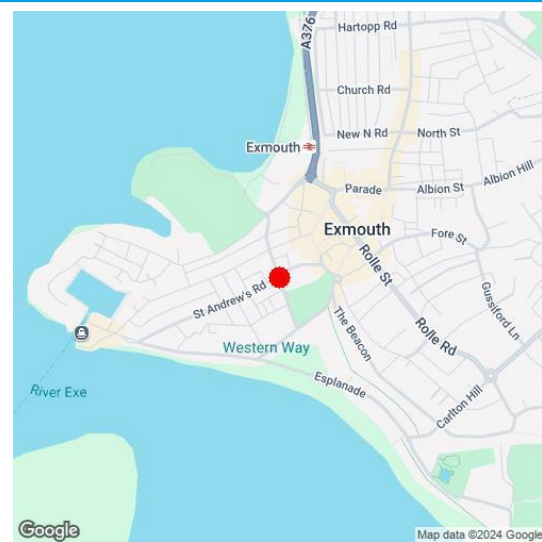 A376
Hartopp Rd
Church Rd
New N Rd
North St
Exmouth
Albion Hill
Parade
Albion St
Exmouth
Fore St
Rolle St
Gussiford Ln
St Andrew's Rd
The Beacon
Rolle Rd
Western Way
Esplanade
River Exe
Carlton Hill
Google
Map data ©2024 Google